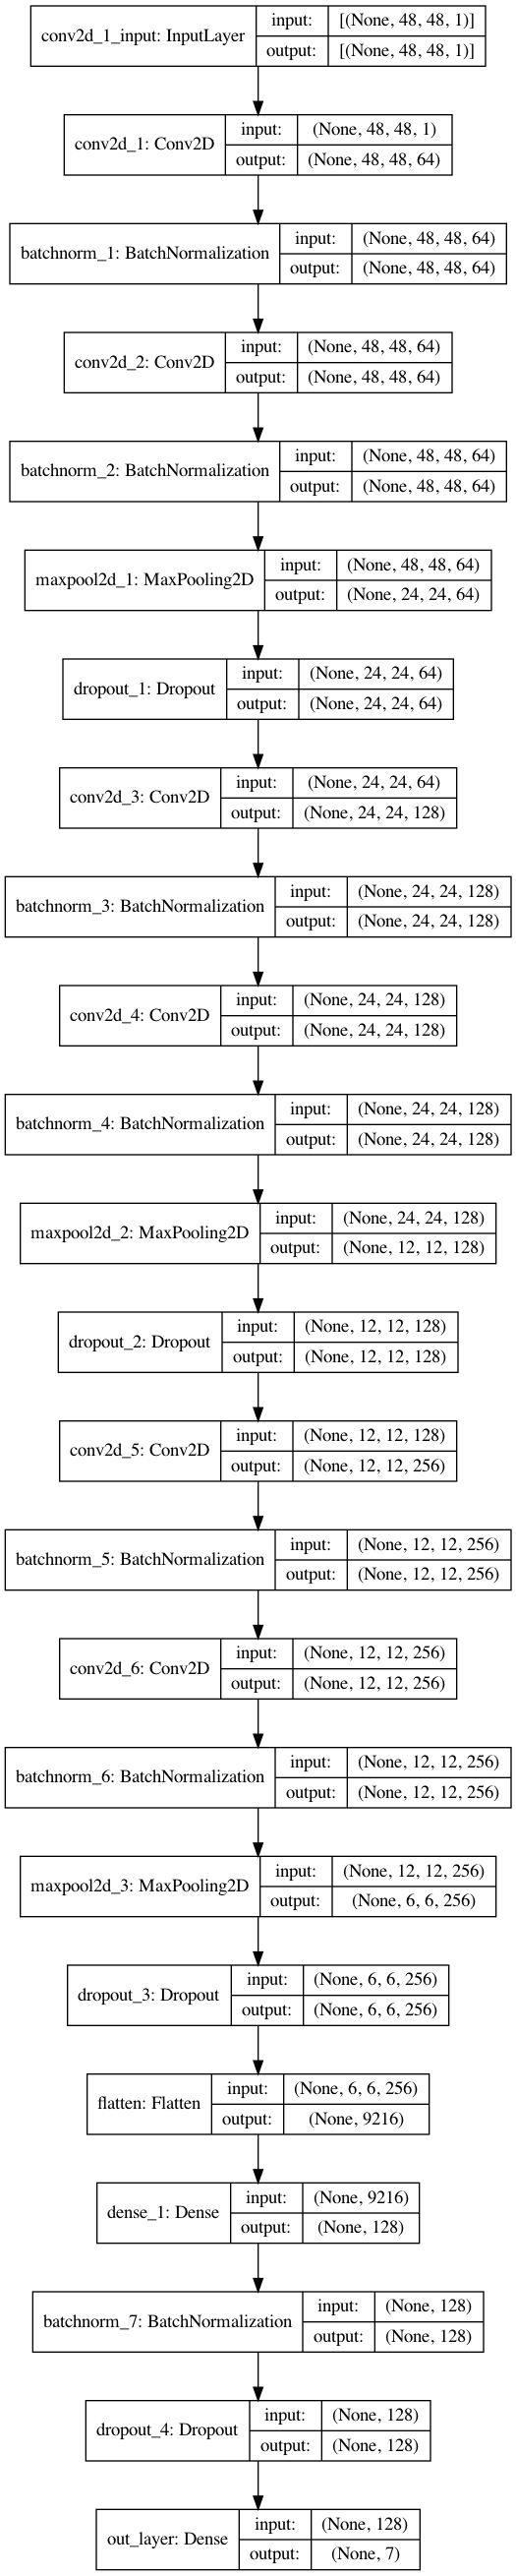 conv2d_1_input: InputLayer
input: [(None, 48, 48, 1)]
output: [(None, 48, 48, 1)]
conv2d_1: Conv2D
input: (None, 48, 48, 1)
output: (None, 48, 48, 64)
batchnorm_1: BatchNormalization
input: (None, 48, 48, 64)
output: (None, 48, 48, 64)
conv2d_2: Conv2D
input: (None, 48, 48, 64)
output: (None, 48, 48, 64)
batchnorm_2: BatchNormalization
input: (None, 48, 48, 64)
output: (None, 48, 48, 64)
maxpool2d_1: MaxPooling2D
input: (None, 48, 48, 64)
output: (None, 24, 24, 64)
dropout_1: Dropout
input: (None, 24, 24, 64)
output: (None, 24, 24, 64)
conv2d_3: Conv2D
input: (None, 24, 24, 64)
output: (None, 24, 24, 128)
batchnorm_3: BatchNormalization
input: (None, 24, 24, 128)
output: (None, 24, 24, 128)
conv2d_4: Conv2D
input: (None, 24, 24, 128)
output: (None, 24, 24, 128)
batchnorm_4: BatchNormalization
input: (None, 24, 24, 128)
output: (None, 24, 24, 128)
maxpool2d_2: MaxPooling2D
input: (None, 24, 24, 128)
output: (None, 12, 12, 128)
dropout_2: Dropout
input: (None, 12, 12, 128)
output: (None, 12, 12, 128)
conv2d_5: Conv2D
input: (None, 12, 12, 128)
output: (None, 12, 12, 256)
batchnorm_5: BatchNormalization
input: (None, 12, 12, 256)
output: (None, 12, 12, 256)
conv2d_6: Conv2D
input: (None, 12, 12, 256)
output: (None, 12, 12, 256)
batchnorm_6: BatchNormalization
input: (None, 12, 12, 256)
output: (None, 12, 12, 256)
maxpool2d_3: MaxPooling2D
input: (None, 12, 12, 256)
output: (None, 6, 6, 256)
dropout_3: Dropout
input: (None, 6, 6, 256)
output: (None, 6, 6, 256)
flatten: Flatten
input: (None, 6, 6, 256)
output: (None, 9216)
dense_1: Dense
input: (None, 9216)
output: (None, 128)
batchnorm_7: BatchNormalization
input: (None, 128)
output: (None, 128)
dropout_4: Dropout
input: (None, 128)
output: (None, 128)
out_layer: Dense
input: (None, 128)
output: (None, 7)